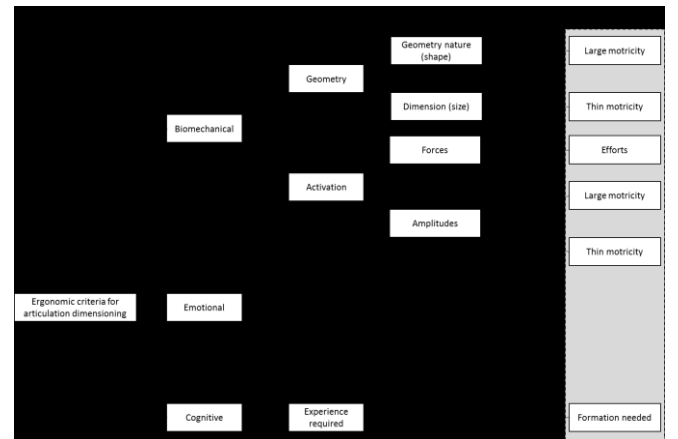 Geometry nature
(shape)
Large motricity
Geometry
Dimension (size)
Thin motricity
Biomechanical
Forces
Efforts
Activation
Large motricity
Amplitudes
Thin motricity
Ergonomic criteria for
articulation dimensioning
Emotional
Cognitive
Experience
required
Formation needed